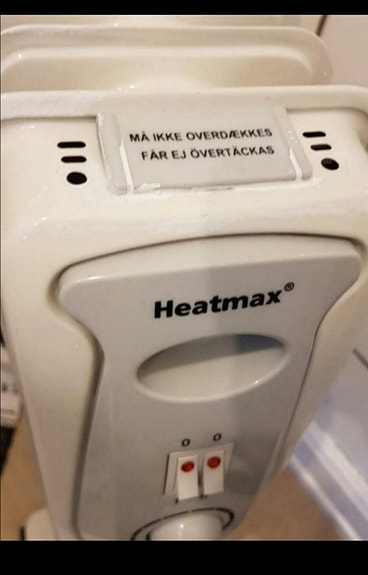 MÅ IKKE OVERDÆKKES
FÅR EJ ÖVERTÄCKAS
Heatmax®
O O
I I